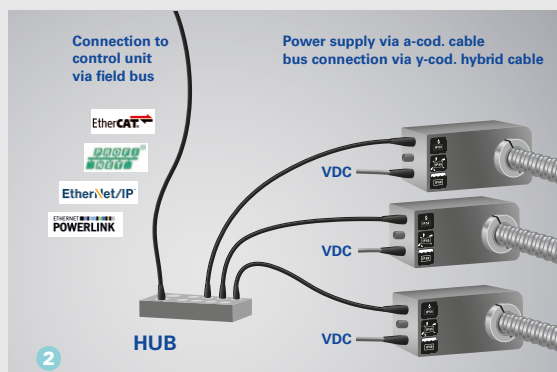 Connection to
control unit
via field bus
Power supply via a-cod. cable
bus connection via y-cod. hybrid cable
EtherCAT
PROFI
NET
EtherNet/IP
ETHERNET
POWERLINK
VDC
VDC
VDC
HUB
2